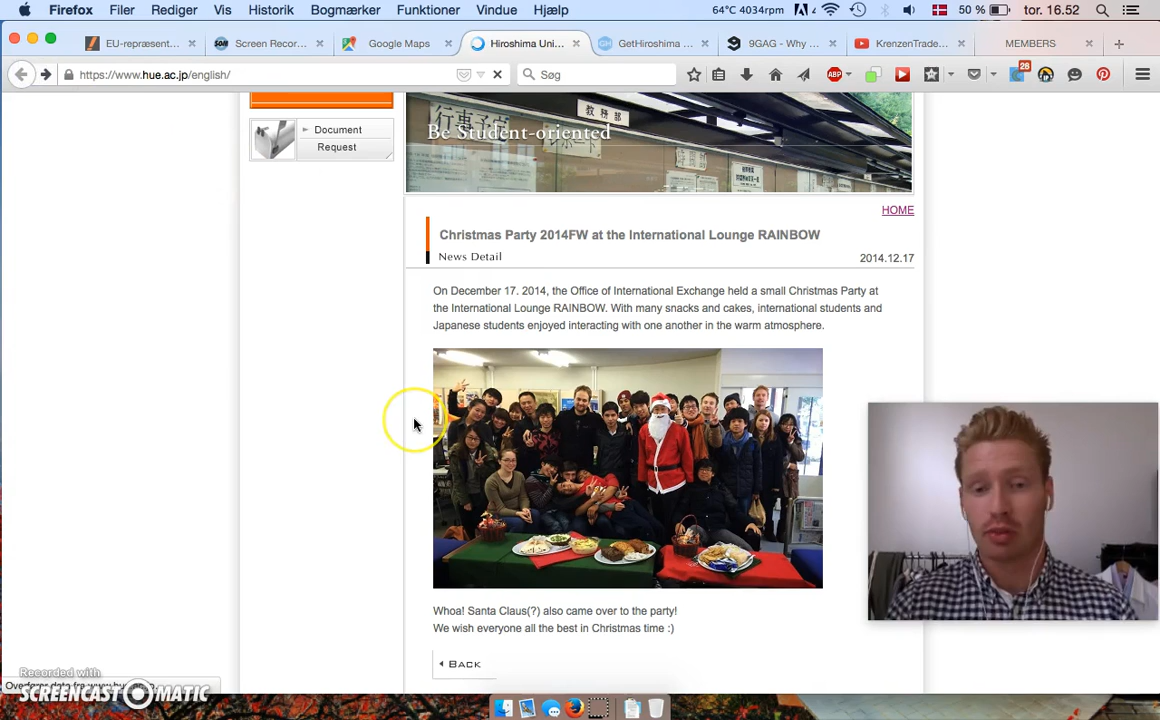 Firefox Filer Rediger Vis Historik Bogmærker Funktioner Vindue Hjælp 64°C 4034rpm 50 % tor. 16.52
EU-repræsent... Screen Recor... Google Maps Hiroshima Uni... GetHiroshima ... 9GAG - Why ... KrenzenTrade... MEMBERS
https://www.hue.ac.jp/english/ Søg ABP 26
Document
Request
教務部
Be Student-oriented
HOME
Christmas Party 2014FW at the International Lounge RAINBOW
News Detail
2014.12.17
On December 17. 2014, the Office of International Exchange held a small Christmas Party at
the International Lounge RAINBOW. With many snacks and cakes, international students and
Japanese students enjoyed interacting with one another in the warm atmosphere.
Whoa! Santa Claus(?) also came over to the party!
We wish everyone all the best in Christmas time :)
BACK
Recorded with
SCREENCAST-O-MATIC